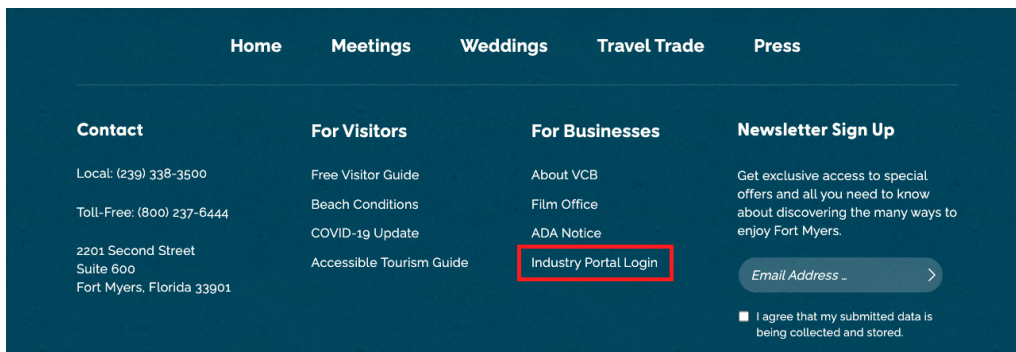 Home Meetings Weddings Travel Trade Press
Contact
Local: (239) 338-3500
Toll-Free: (800) 237-6444
2201 Second Street
Suite 600
Fort Myers, Florida 33901
For Visitors
Free Visitor Guide
Beach Conditions
COVID-19 Update
Accessible Tourism Guide
For Businesses
About VCB
Film Office
ADA Notice
Industry Portal Login
Newsletter Sign Up
Get exclusive access to special
offers and all you need to know
about discovering the many ways to
enjoy Fort Myers.
Email Address ...
I agree that my submitted data is
being collected and stored.